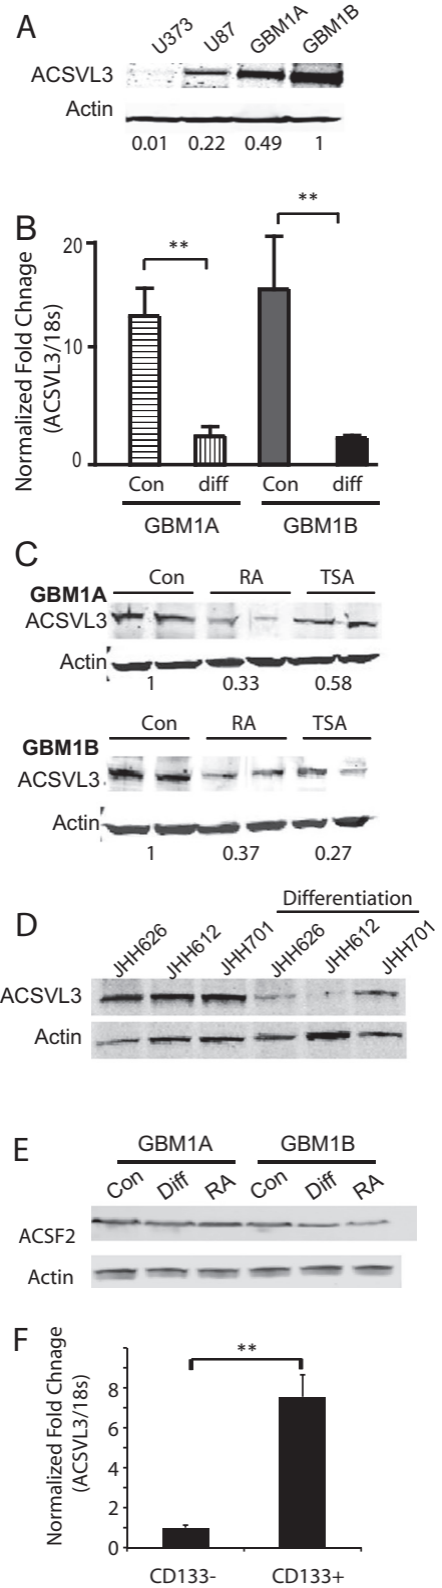 A
U373 U87 GBM1A GBM1B
ACSVL3
Actin
0.01 0.22 0.49 1
B
Normalized Fold Chnage
(ACSVL3/18s)
20
10
0
**
**
Con diff Con diff
GBM1A GBM1B
C
Con RA TSA
GBM1A
ACSVL3
Actin
1 0.33 0.58
Con RA TSA
GBM1B
ACSVL3
Actin
1 0.37 0.27
D
Differentiation
JHH626 JHH612 JHH701 JHH626 JHH612 JHH701
ACSVL3
Actin
E
GBM1A GBM1B
Con Diff RA Con Diff RA
ACSF2
Actin
F
Normalized Fold Chnage
(ACSVL3/18s)
8
6
4
2
0
**
CD133- CD133+